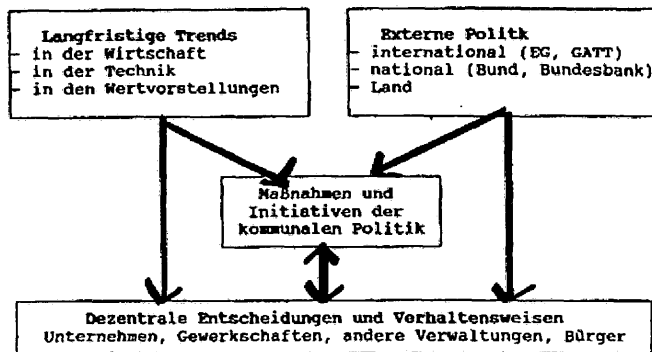 Langfristige Trends
- in der Wirtschaft
- in der Technik
- in den Wertvorstellungen
Externe Politk
- international (EG, GATT)
- national (Bund, Bundesbank)
- Land
Maßnahmen und
Initiativen der
kommunalen Politik
Dezentrale Entscheidungen und Verhaltensweisen
Unternehmen, Gewerkschaften, andere Verwaltungen, Bürger